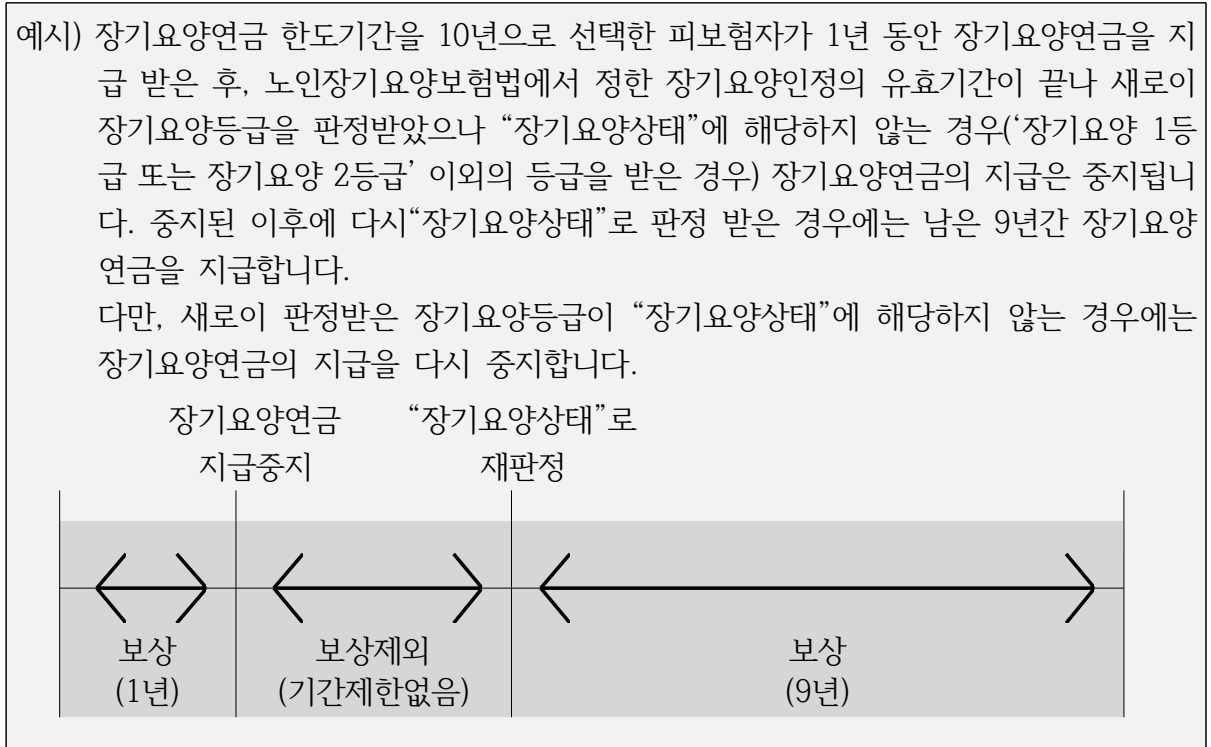 예시) 장기요양연금 한도기간을 10년으로 선택한 피보험자가 1년 동안 장기요양연금을 지
급 받은 후, 노인장기요양보험법에서 정한 장기요양인정의 유효기간이 끝나 새로이
장기요양등급을 판정받았으나 “장기요양상태”에 해당하지 않는 경우(‘장기요양 1등
급 또는 장기요양 2등급’ 이외의 등급을 받은 경우) 장기요양연금의 지급은 중지됩니
다. 중지된 이후에 다시“장기요양상태”로 판정 받은 경우에는 남은 9년간 장기요양
연금을 지급합니다.
다만, 새로이 판정받은 장기요양등급이 “장기요양상태”에 해당하지 않는 경우에는
장기요양연금의 지급을 다시 중지합니다.
장기요양연금 “장기요양상태”로
지급중지 재판정
보상 보상제외 보상
(1년) (기간제한없음) (9년)